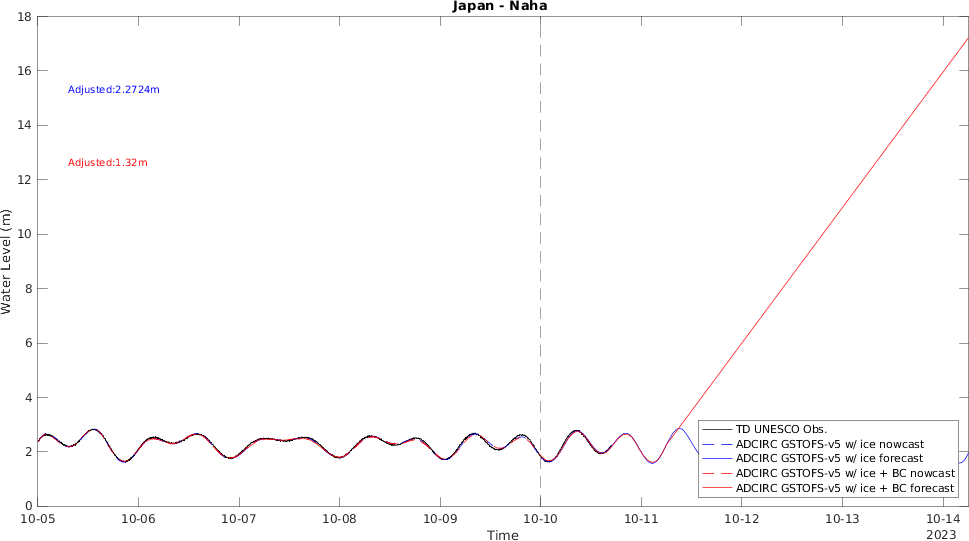 Japan - Naha
18
16
14
12
10
8
6
4
2
0
Water Level (m)
Adjusted:2.2724m
Adjusted:1.32m
TD UNESCO Obs.
ADCIRC GSTOFS-v5 w/ ice nowcast
ADCIRC GSTOFS-v5 w/ ice forecast
ADCIRC GSTOFS-v5 w/ ice + BC nowcast
ADCIRC GSTOFS-v5 w/ ice + BC forecast
10-05 10-06 10-07 10-08 10-09 10-10 10-11 10-12 10-13 10-14
2023
Time